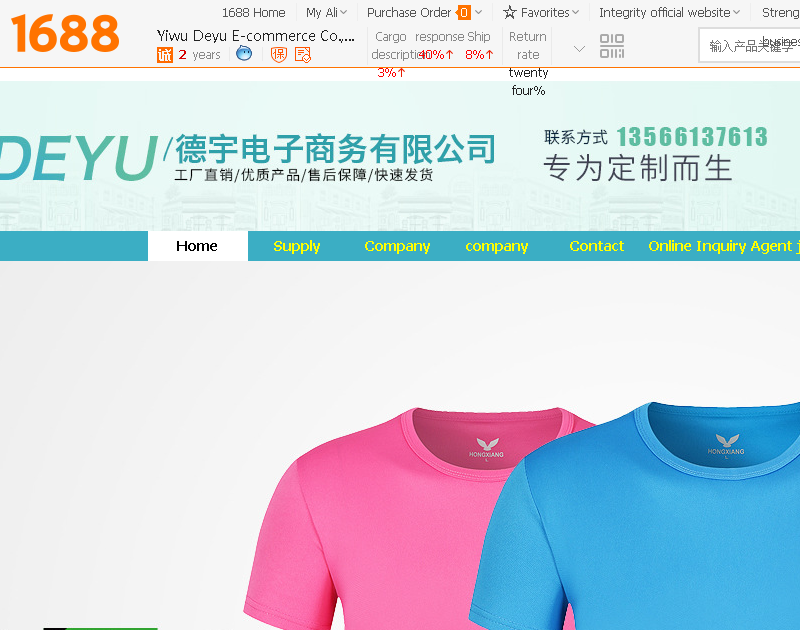 1688 Home My Ali Purchase Order 0 Favorites Integrity official website Streng
1688
Yiwu Deyu E-commerce Co.,...
诚 2 years 保
Cargo description 3%↑
response 40%↑
Ship 8%↑
Return rate twenty four%
输入产品关键字
business
DEYU/德宇电子商务有限公司
工厂直销/优质产品/售后保障/快速发货
联系方式 13566137613
专为定制而生
Home Supply Company company Contact Online Inquiry Agent j
HONGXIANG
L
HONGXIANG
L